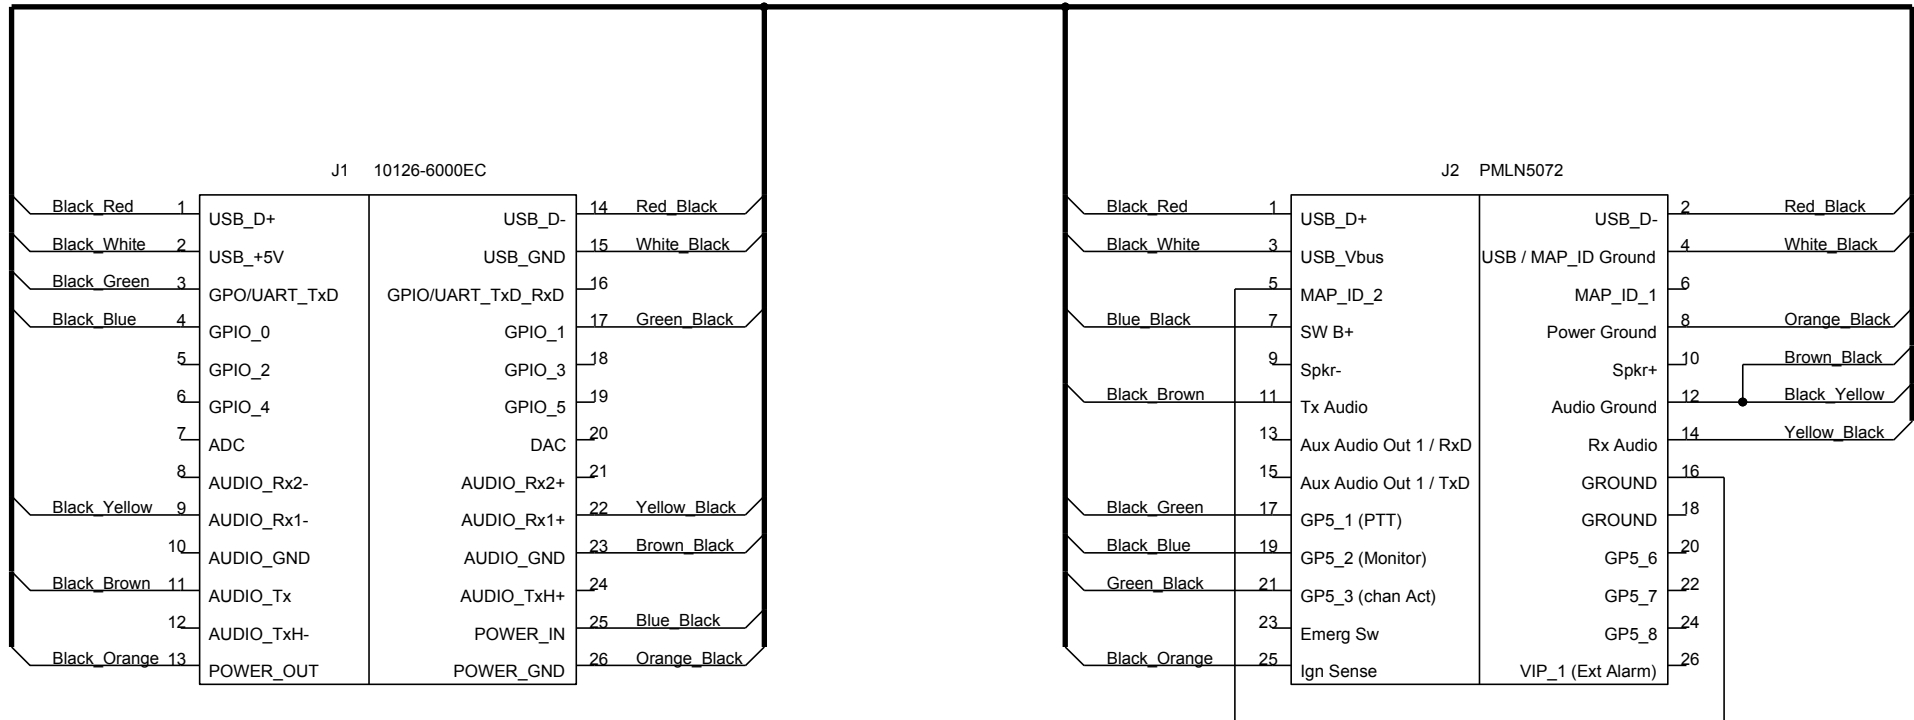 J1 10126-6000EC
Black_Red 1 USB_D+ USB_D- 14 Red_Black
Black_White 2 USB_+5V USB_GND 15 White_Black
Black_Green 3 GPO/UART_TxD GPIO/UART_TxD_RxD 16
Black_Blue 4 GPIO_0 GPIO_1 17 Green_Black
5 GPIO_2 GPIO_3 18
6 GPIO_4 GPIO_5 19
7 ADC DAC 20
8 AUDIO_Rx2- AUDIO_Rx2+ 21
Black_Yellow 9 AUDIO_Rx1- AUDIO_Rx1+ 22 Yellow_Black
10 AUDIO_GND AUDIO_GND 23 Brown_Black
Black_Brown 11 AUDIO_Tx AUDIO_TxH+ 24
12 AUDIO_TxH- POWER_IN 25 Blue_Black
Black_Orange 13 POWER_OUT POWER_GND 26 Orange_Black
J2 PMLN5072
Black_Red 1 USB_D+ USB_D- 2 Red_Black
Black_White 3 USB_Vbus USB / MAP_ID Ground 4 White_Black
5 MAP_ID_2 MAP_ID_1 6
Blue_Black 7 SW B+ Power Ground 8 Orange_Black
9 Spkr- Spkr+ 10 Brown_Black
Black_Brown 11 Tx Audio Audio Ground 12 Black_Yellow
13 Aux Audio Out 1 / RxD Rx Audio 14 Yellow_Black
15 Aux Audio Out 1 / TxD GROUND 16
Black_Green 17 GP5_1 (PTT) GROUND 18
Black_Blue 19 GP5_2 (Monitor) GP5_6 20
Green_Black 21 GP5_3 (chan Act) GP5_7 22
23 Emerg Sw GP5_8 24
Black_Orange 25 Ign Sense VIP_1 (Ext Alarm) 26